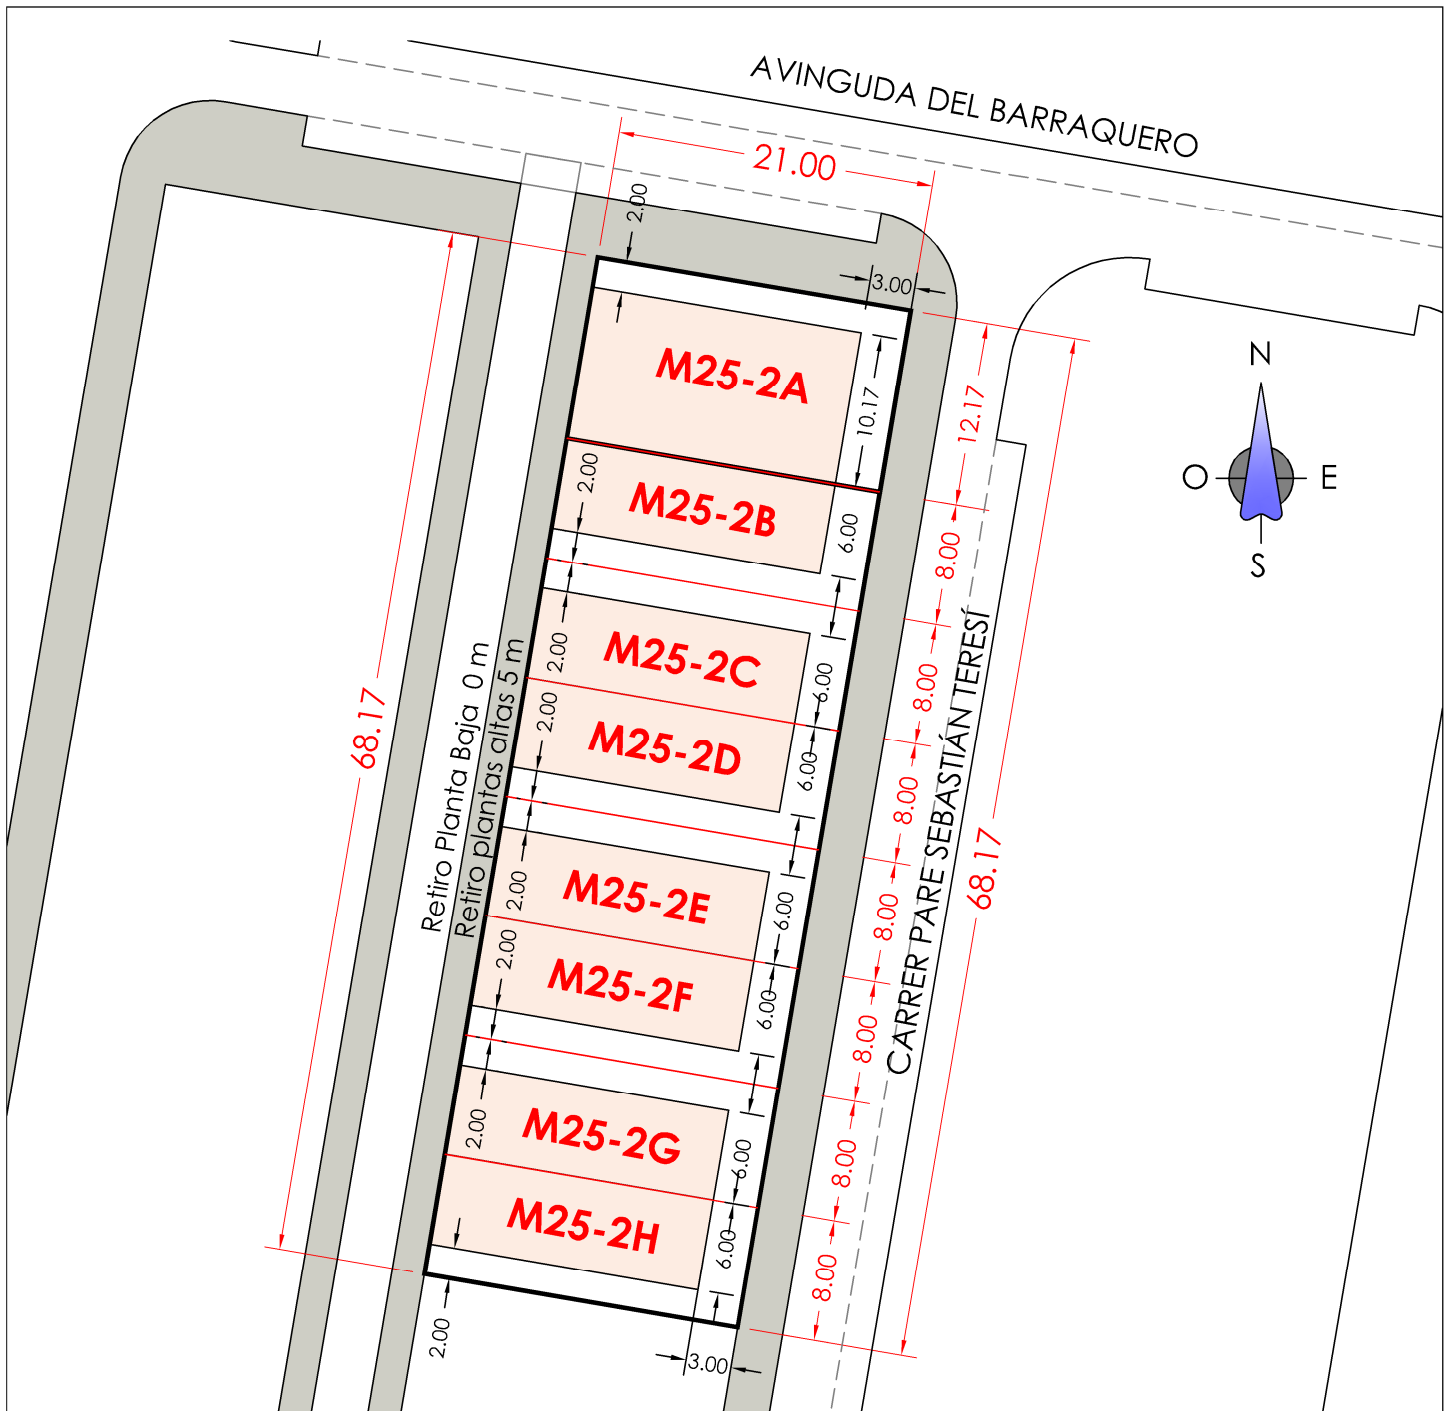 AVINGUDA DEL BARRAQUERO
21.00
2.00
3.00
N
O
E
S
M25-2A
10.17
12.17
2.00
M25-2B
6.00
8.00
2.00
M25-2C
6.00
8.00
2.00
M25-2D
6.00
8.00
68.17
Retiro Planta Baja 0 m
Retiro plantas altas 5 m
CARRER PARE SEBASTIÁN TERESÍ
68.17
2.00
M25-2E
6.00
8.00
2.00
M25-2F
6.00
8.00
2.00
M25-2G
6.00
8.00
M25-2H
6.00
8.00
2.00
3.00